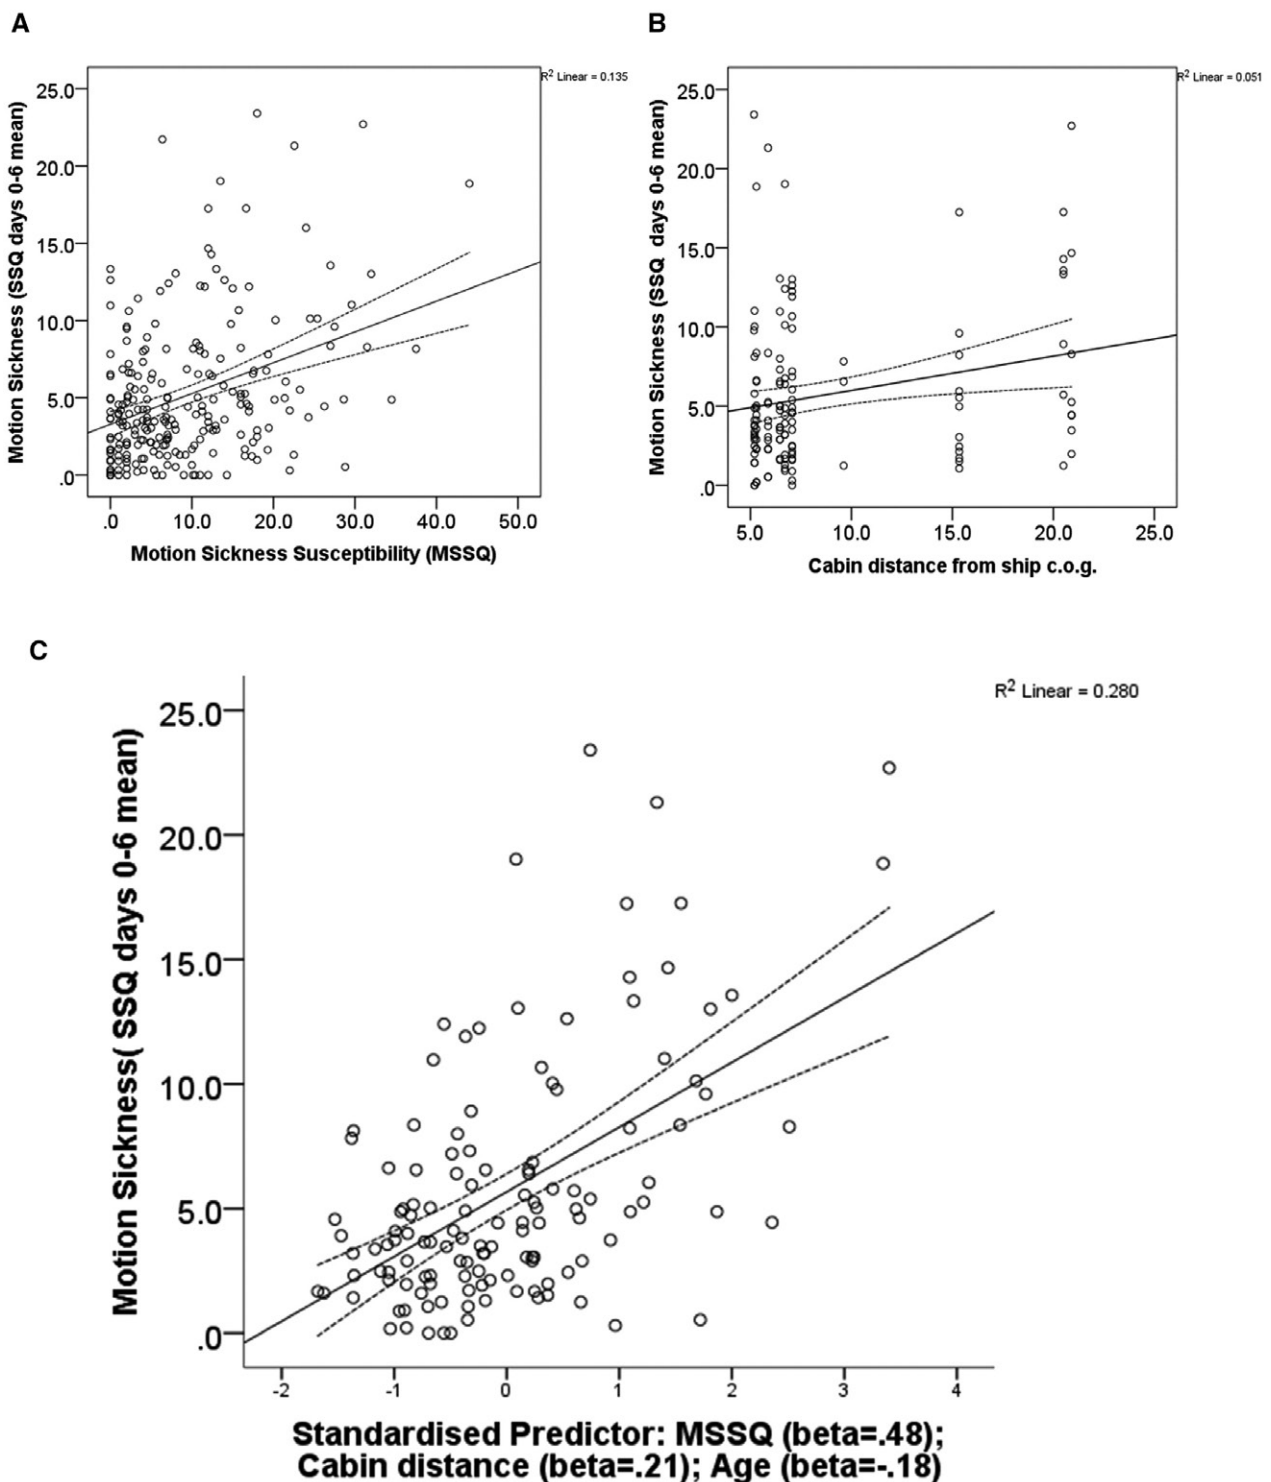 A
R² Linear = 0.135
Motion Sickness (SSQ days 0-6 mean)
25.0
20.0
15.0
10.0
5.0
.0
.0 10.0 20.0 30.0 40.0 50.0
Motion Sickness Susceptibility (MSSQ)
B
R² Linear = 0.051
Motion Sickness (SSQ days 0-6 mean)
25.0
20.0
15.0
10.0
5.0
.0
5.0 10.0 15.0 20.0 25.0
Cabin distance from ship c.o.g.
C
R² Linear = 0.280
Motion Sickness( SSQ days 0-6 mean)
25.0
20.0
15.0
10.0
5.0
.0
-2 -1 0 1 2 3 4
Standardised Predictor: MSSQ (beta=.48);
Cabin distance (beta=.21); Age (beta=-.18)